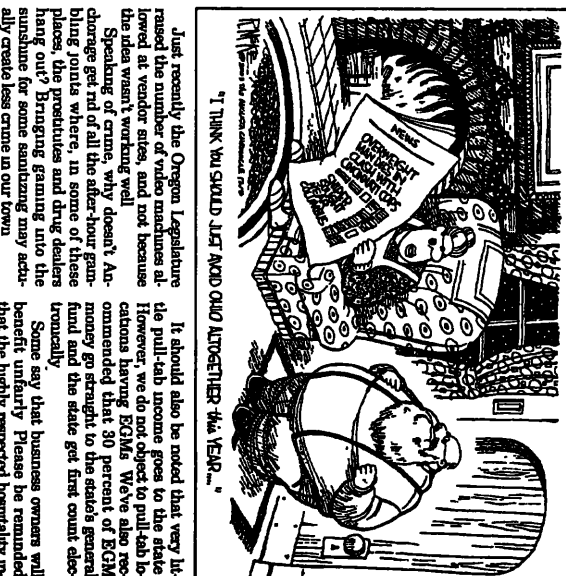 NEWS
OVERWEIGHT
MAN DIES IN
CLASH WITH
CINCINNATI COPS
"I THINK YOU SHOULD JUST AVOID OHIO ALTOGETHER this YEAR..."
Just recently the Oregon Legislature
raised the number of video machines al-
lowed at vendor sites, and not because
the idea wasn't working well
Speaking of crime, why doesn't An-
chorage get rid of all the after-hour gam-
bling joints where, in some of these
places, the prostitutes and drug dealers
hang out? Bringing gaming into the
sunshine for some sanitizing may actu-
ally create less crime in our town
It should also be noted that very lit-
tle pull-tab income goes to the state
However, we do not object to pull-tab lo-
cations having EGMs We've also rec-
ommended that 30 percent of EGM
money go straight to the state's general
fund and the state get first count elec-
tronically
Some say that business owners will
benefit unfairly Please be reminded
that the highly respected hospitality in-